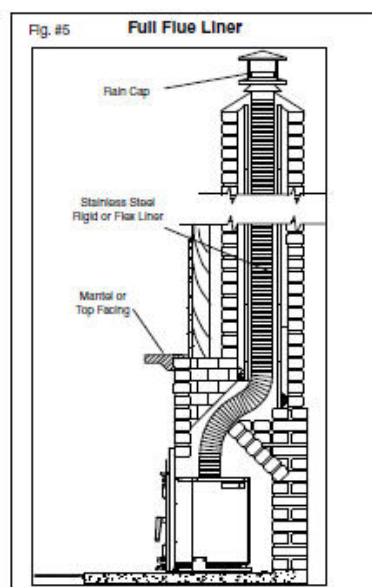 Fig. #5
Full Flue Liner
Rain Cap
Stainless Steel
Rigid or Flex Liner
Mantel or
Top Facing